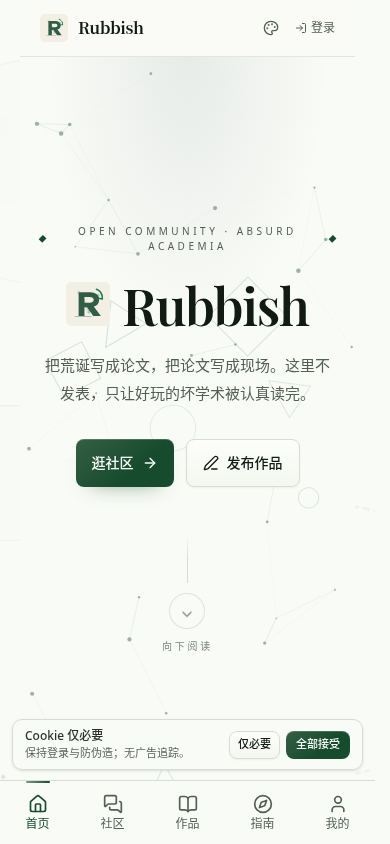 Rubbish
登录
OPEN COMMUNITY · ABSURD
ACADEMIA
R Rubbish
把荒诞写成论文，把论文写成现场。这里不
发表，只让好玩的坏学术被认真读完。
逛社区
发布作品
向下阅读
Cookie 仅必要
保持登录与防伪造；无广告追踪。
仅必要
全部接受
首页
社区
作品
指南
我的